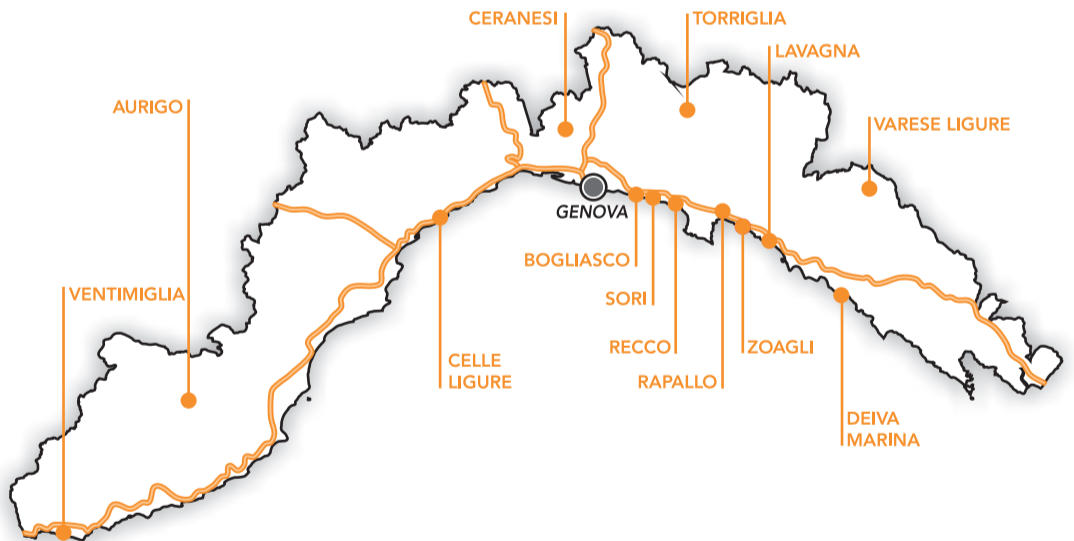 CERANESI
TORRIGLIA
LAVAGNA
AURIGO
VARESE LIGURE
GENOVA
BOGLIASCO
VENTIMIGLIA
SORI
RECCO
ZOAGLI
CELLE
LIGURE
RAPALLO
DEIVA
MARINA